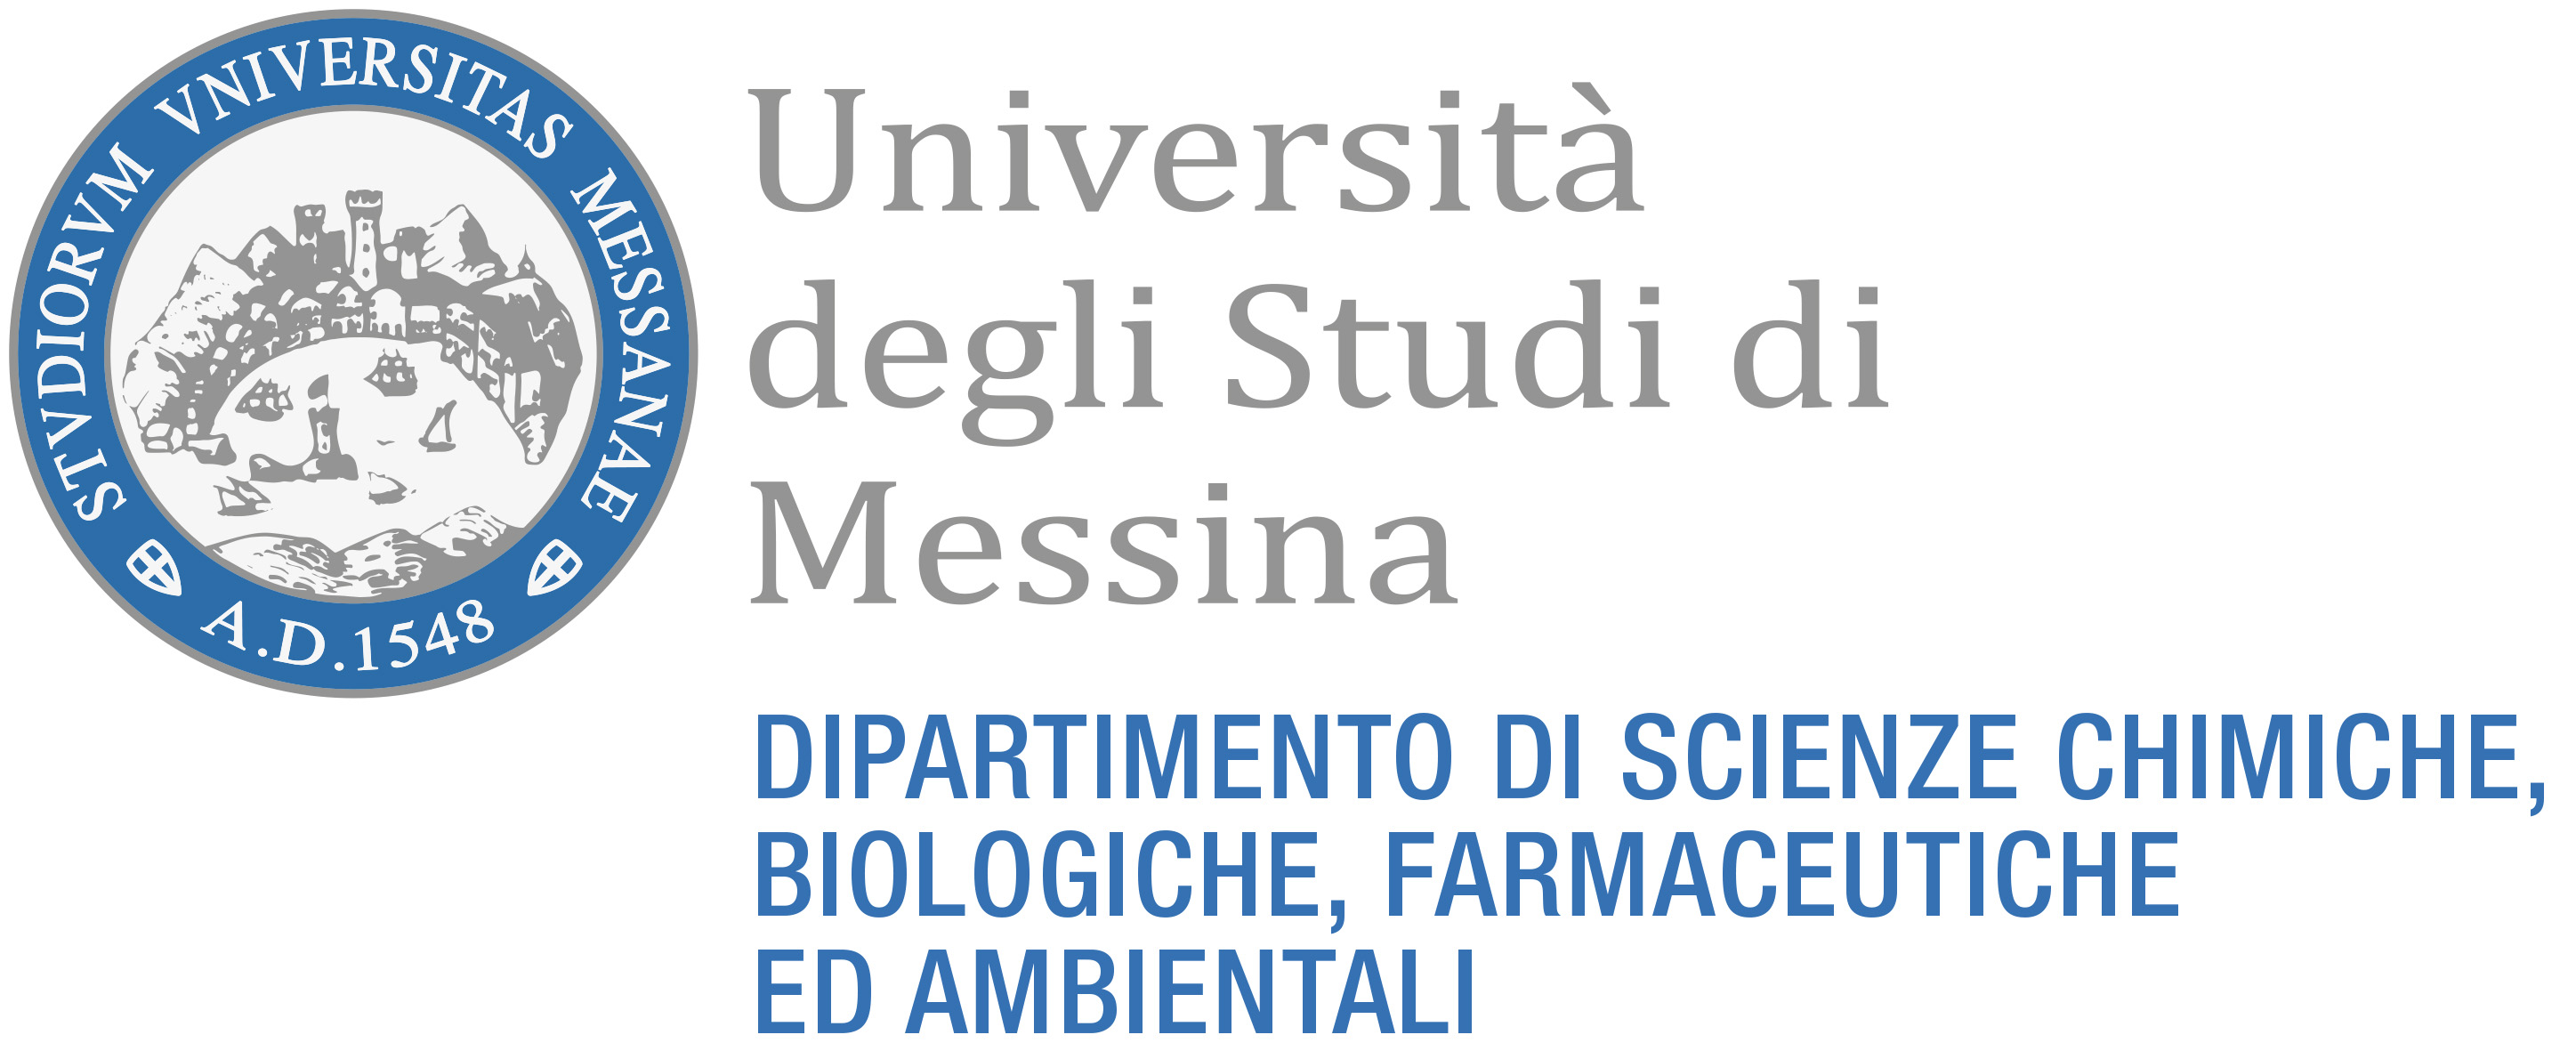 STVDIORVM VNIVERSITAS MESSANAE
A.D.1548
Università
degli Studi di
Messina
DIPARTIMENTO DI SCIENZE CHIMICHE,
BIOLOGICHE, FARMACEUTICHE
ED AMBIENTALI